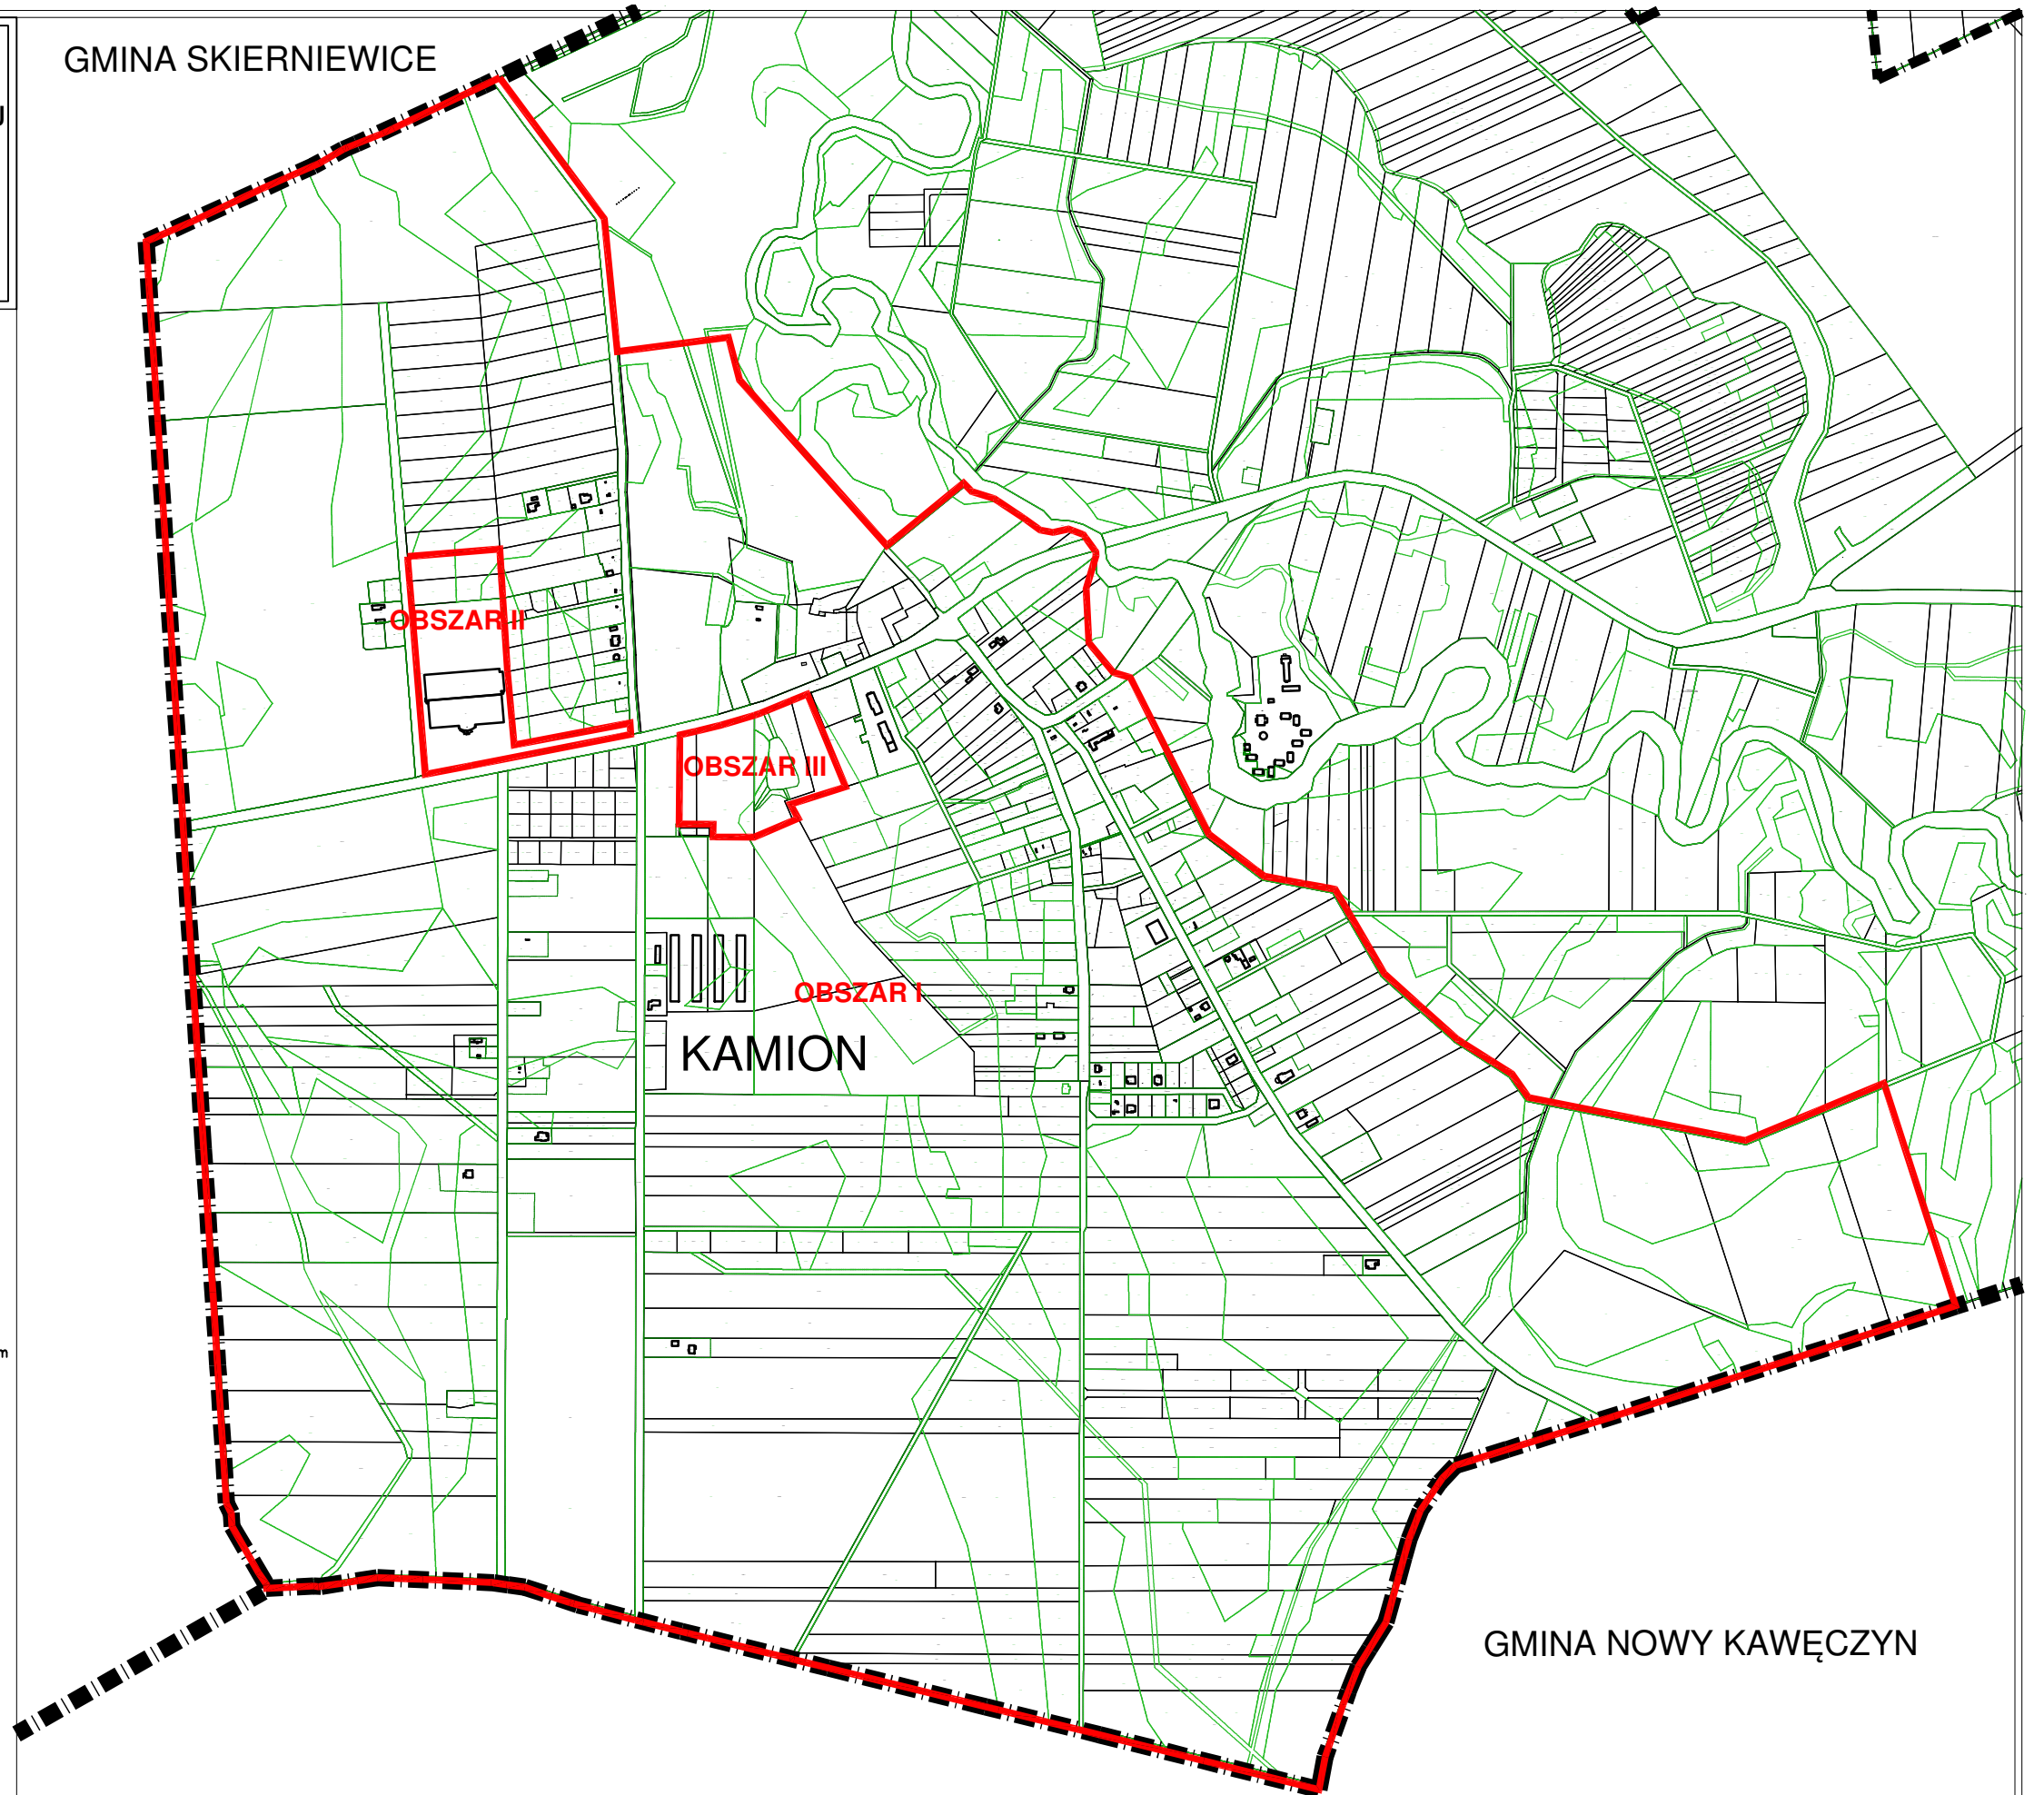 GMINA SKIERNIEWICE
OBSZAR II
OBSZAR III
OBSZAR I
KAMION
GMINA NOWY KAWĘCZYN